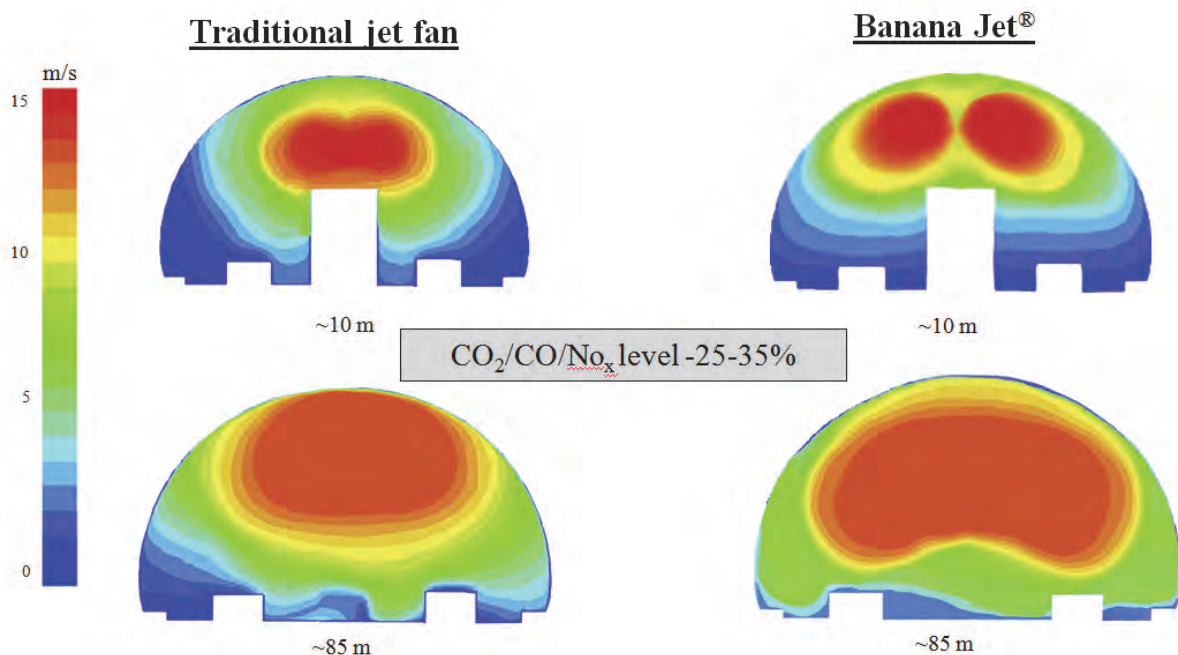 Traditional jet fan
Banana Jet®
m/s
15
10
5
0
~10 m
~10 m
CO₂/CO/Noₓ level -25-35%
~85 m
~85 m